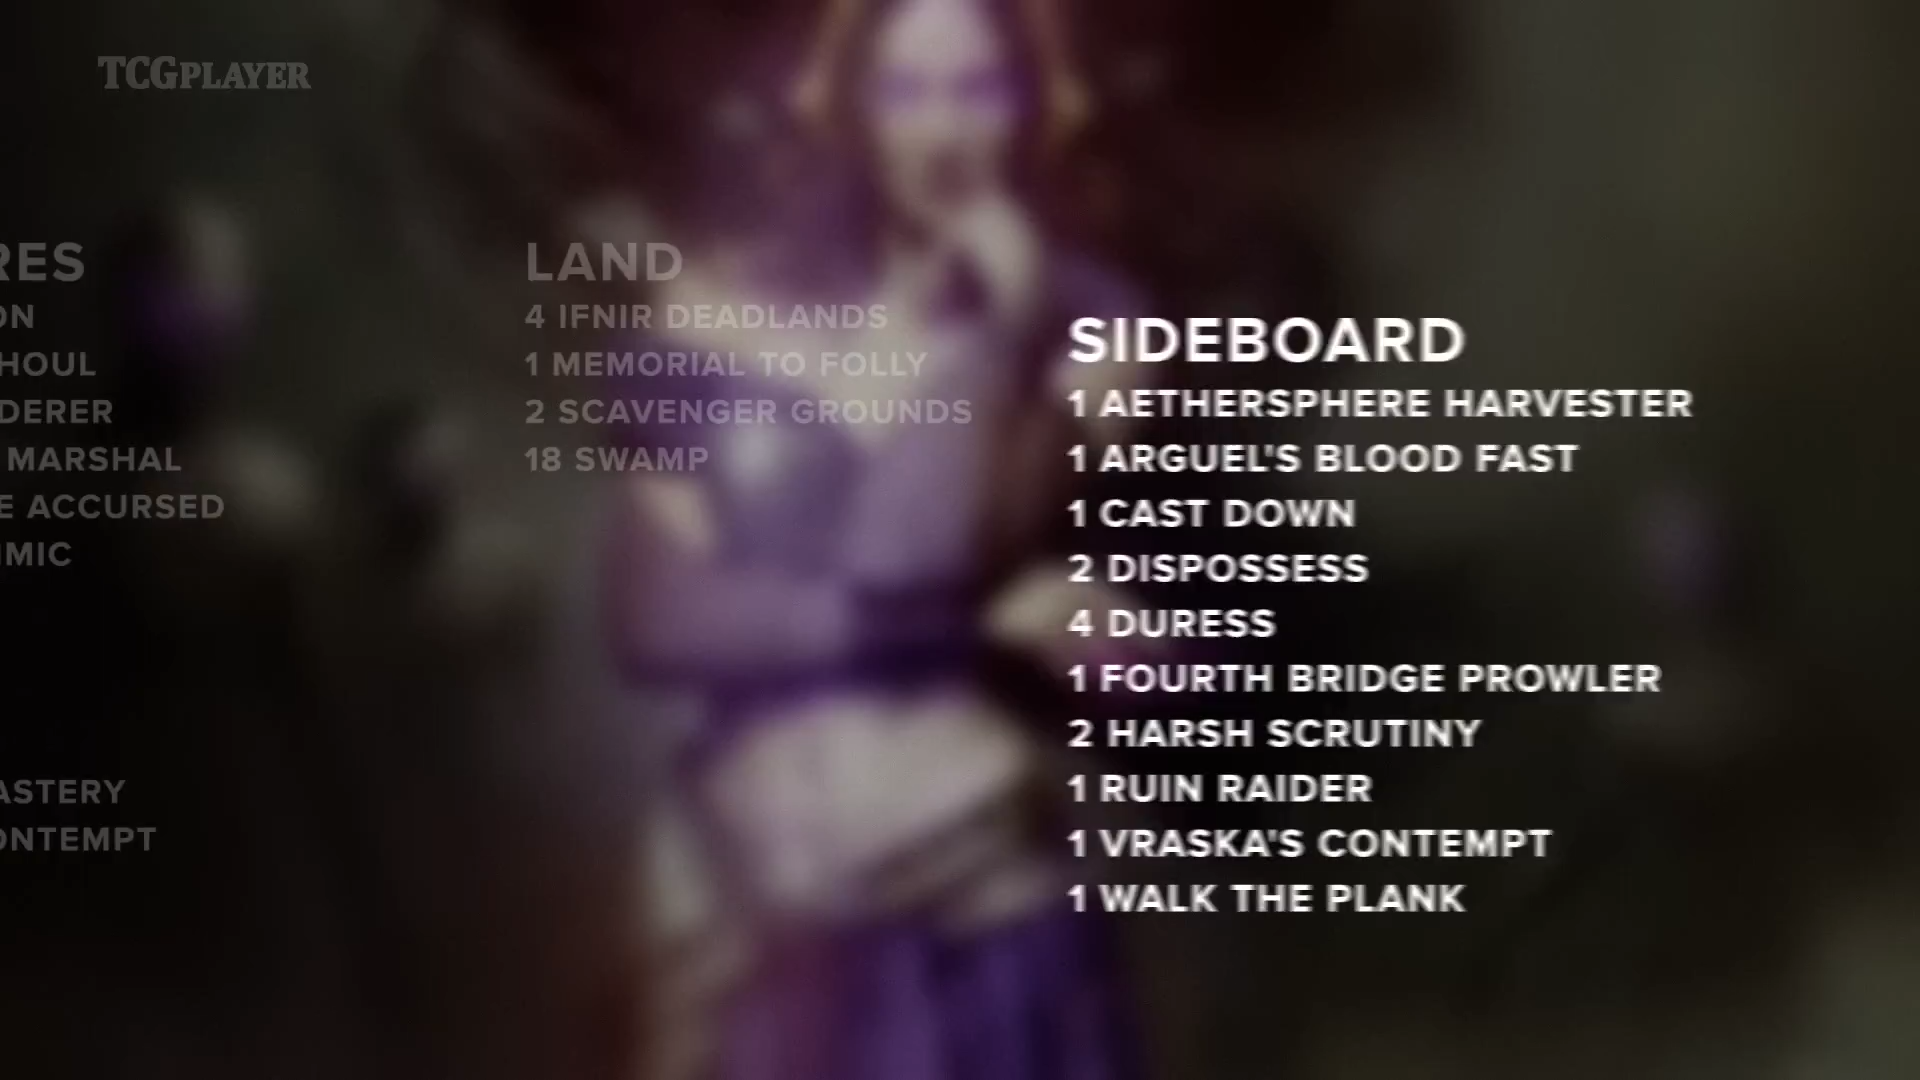 TCGPLAYER
RES
ON
HOUL
DERER
MARSHAL
E ACCURSED
IMIC
ASTERY
ONTEMPT
LAND
4 IFNIR DEADLANDS
1 MEMORIAL TO FOLLY
2 SCAVENGER GROUNDS
18 SWAMP
SIDEBOARD
1 AETHERSPHERE HARVESTER
1 ARGUEL'S BLOOD FAST
1 CAST DOWN
2 DISPOSSESS
4 DURESS
1 FOURTH BRIDGE PROWLER
2 HARSH SCRUTINY
1 RUIN RAIDER
1 VRASKA'S CONTEMPT
1 WALK THE PLANK